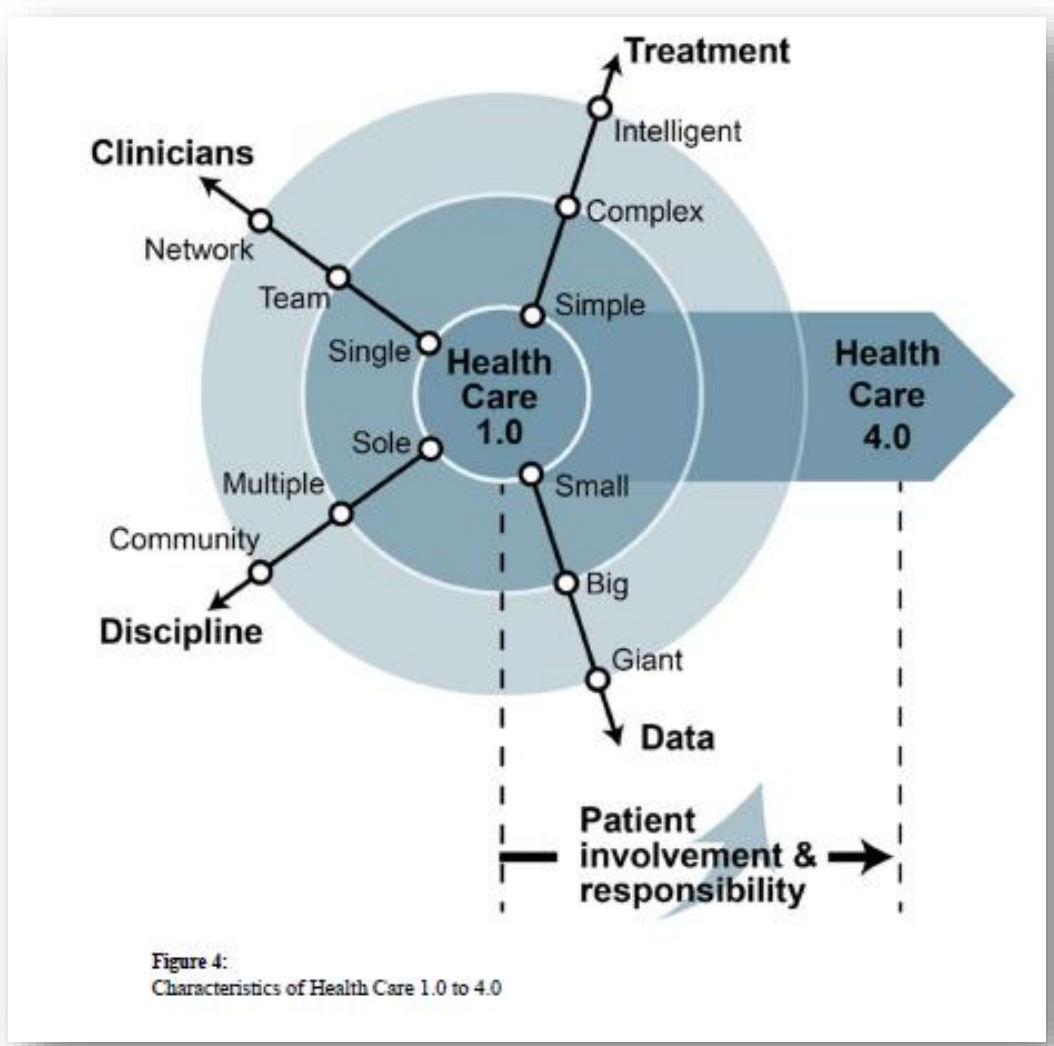 Treatment
Intelligent
Complex
Simple
Clinicians
Network
Team
Single
Health
Care
1.0
Health
Care
4.0
Sole
Multiple
Community
Discipline
Small
Big
Giant
Data
Patient
involvement &
responsibility
Figure 4:
Characteristics of Health Care 1.0 to 4.0